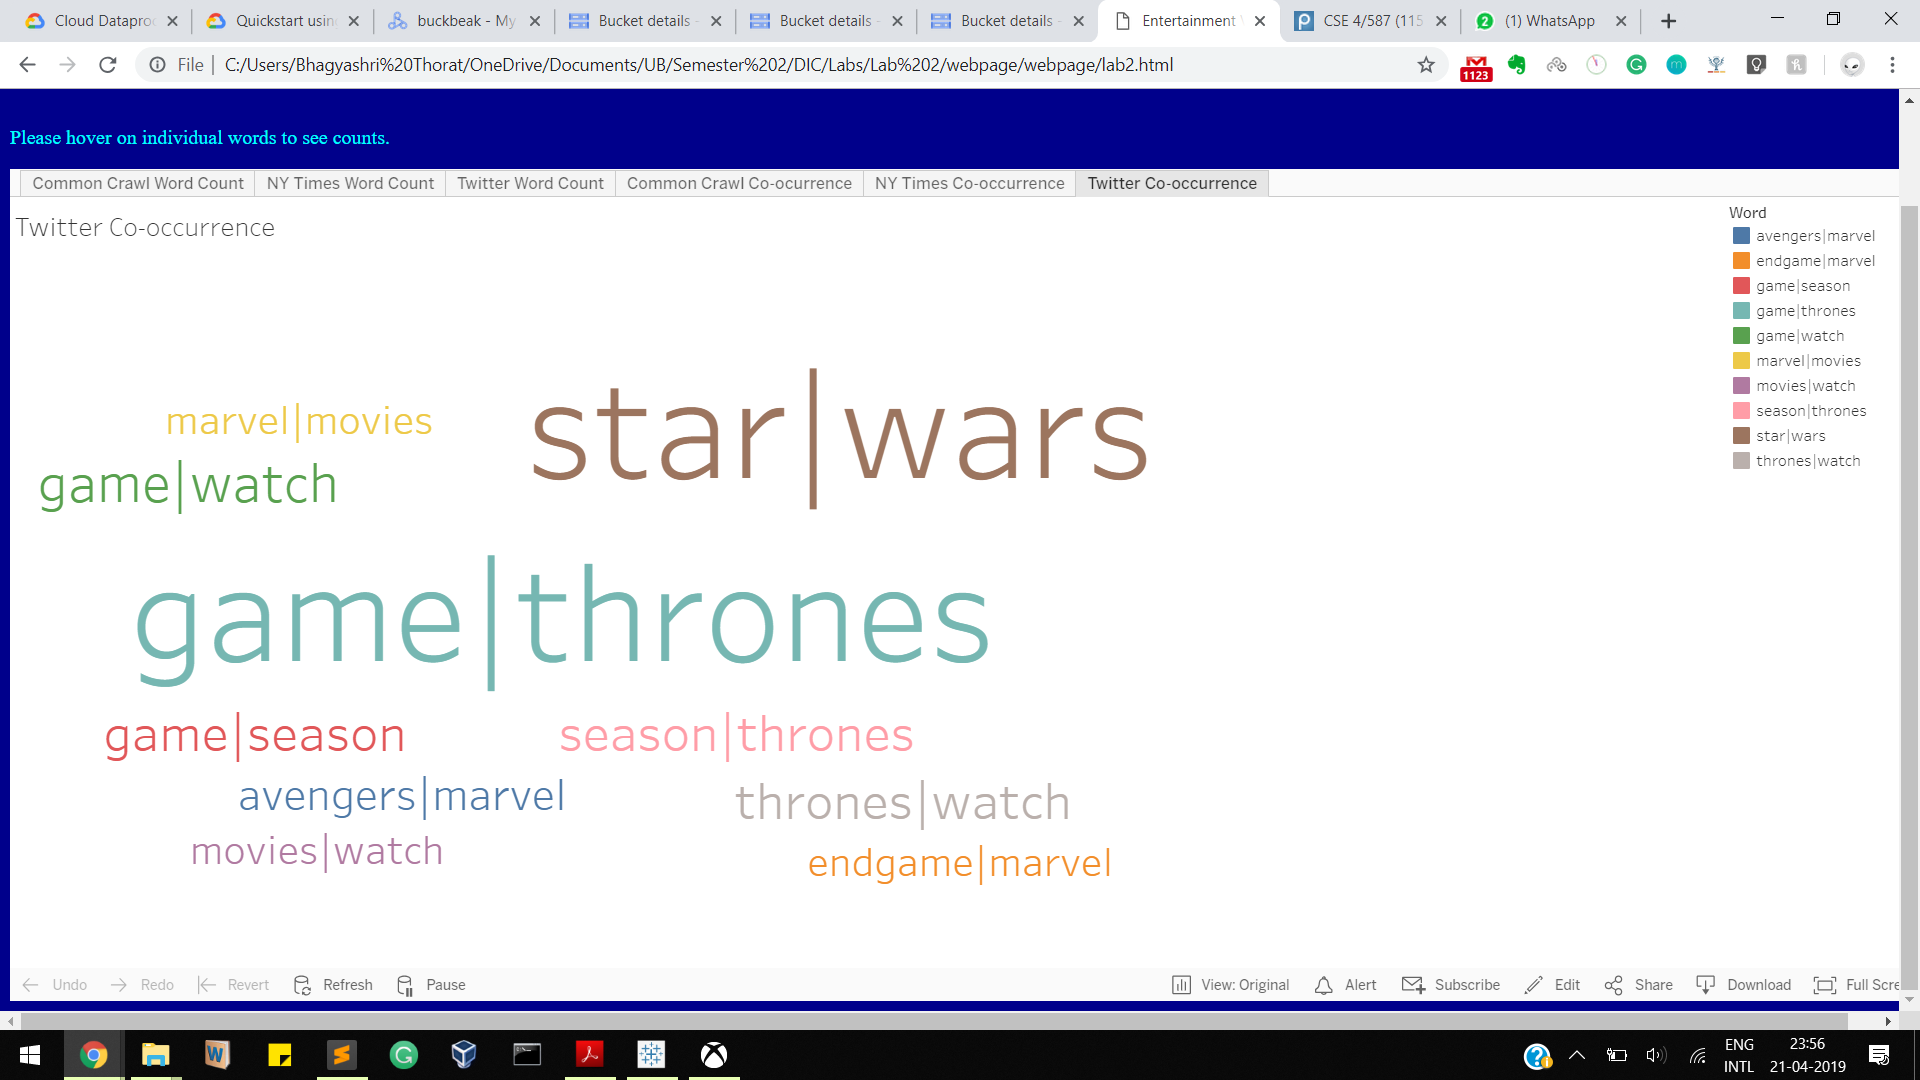 Cloud Dataproc
Quickstart usin
buckbeak - My
Bucket details -
Bucket details -
Bucket details -
Entertainment
CSE 4/587 (115
2 (1) WhatsApp
File | C:/Users/Bhagyashri%20Thorat/OneDrive/Documents/UB/Semester%202/DIC/Labs/Lab%202/webpage/webpage/lab2.html
1123
Please hover on individual words to see counts.
Common Crawl Word Count
NY Times Word Count
Twitter Word Count
Common Crawl Co-ocurrence
NY Times Co-occurrence
Twitter Co-occurrence
Twitter Co-occurrence
Word
avengers|marvel
endgame|marvel
game|season
game|thrones
game|watch
marvel|movies
movies|watch
season|thrones
star|wars
thrones|watch
star|wars
marvel|movies
game|watch
game|thrones
game|season
season|thrones
avengers|marvel
thrones|watch
movies|watch
endgame|marvel
Undo Redo Revert Refresh Pause View: Original Alert Subscribe Edit Share Download Full Scre
ENG
INTL
23:56
21-04-2019